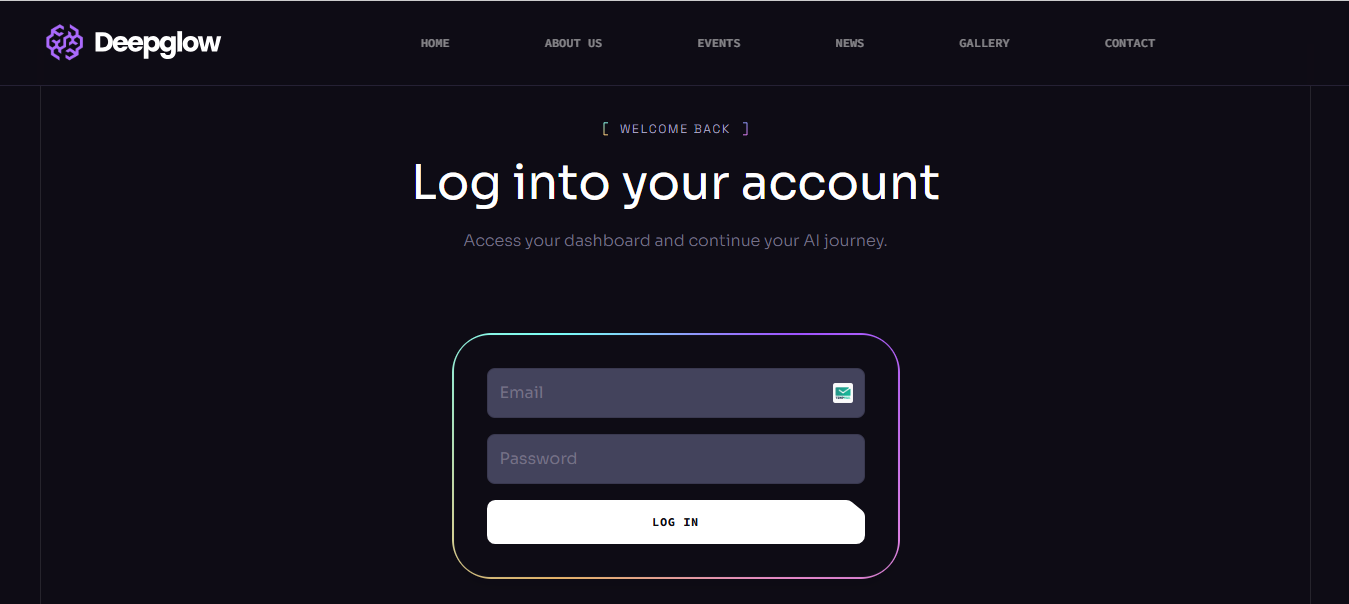 Deepglow
HOME
ABOUT US
EVENTS
NEWS
GALLERY
CONTACT
[ WELCOME BACK ]
Log into your account
Access your dashboard and continue your AI journey.
Email
Password
LOG IN